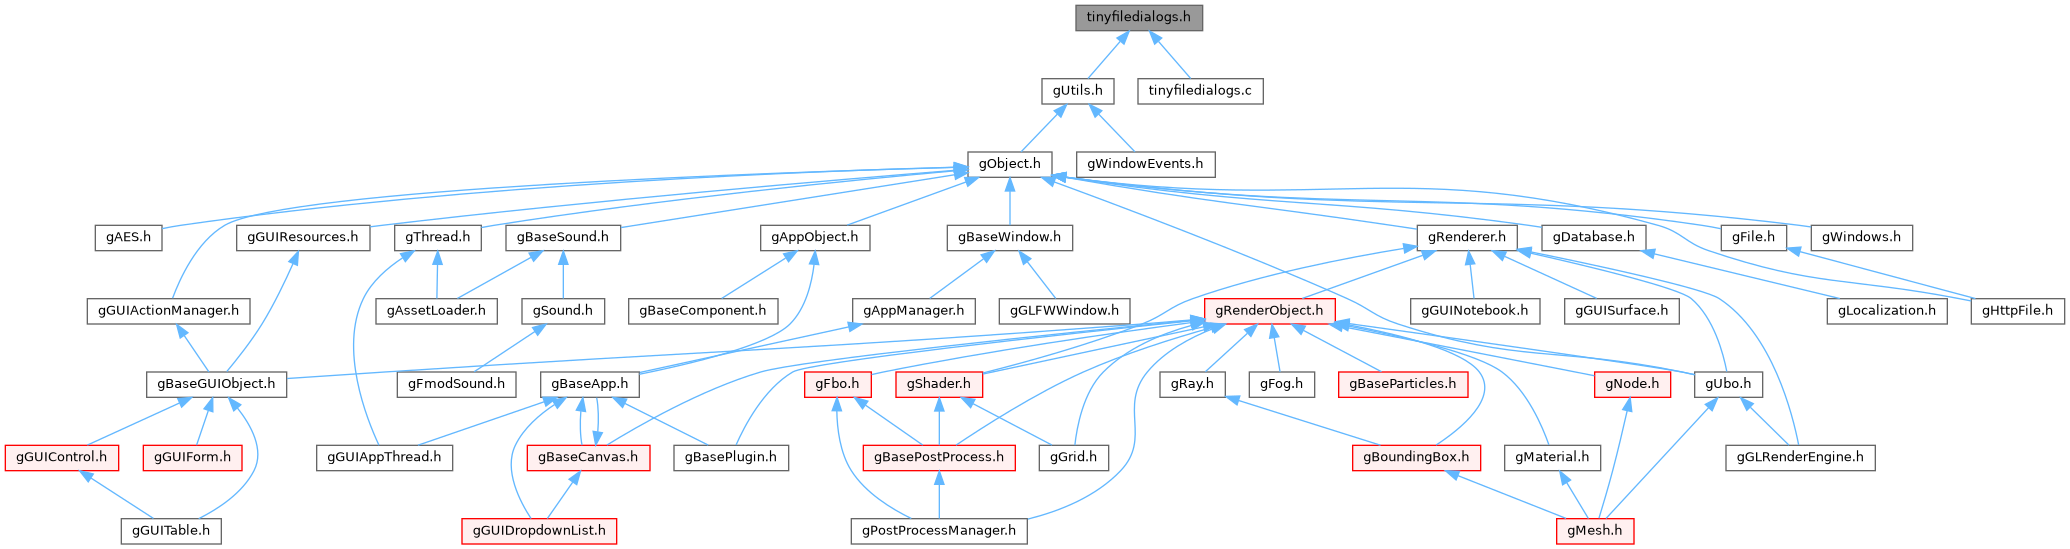 tinyfiledialogs.h
gUtils.h
tinyfiledialogs.c
gObject.h
gWindowEvents.h
gAES.h
gGUIResources.h
gThread.h
gBaseSound.h
gAppObject.h
gBaseWindow.h
gRenderer.h
gDatabase.h
gFile.h
gWindows.h
gGUIActionManager.h
gAssetLoader.h
gSound.h
gBaseComponent.h
gAppManager.h
gGLFWWindow.h
gRenderObject.h
gGUINotebook.h
gGUISurface.h
gLocalization.h
gHttpFile.h
gBaseGUIObject.h
gFmodSound.h
gBaseApp.h
gFbo.h
gShader.h
gRay.h
gFog.h
gBaseParticles.h
gNode.h
gUbo.h
gGUIControl.h
gGUIForm.h
gGUIAppThread.h
gBaseCanvas.h
gBasePlugin.h
gBasePostProcess.h
gGrid.h
gBoundingBox.h
gMaterial.h
gGLRenderEngine.h
gGUITable.h
gGUIDropdownList.h
gPostProcessManager.h
gMesh.h